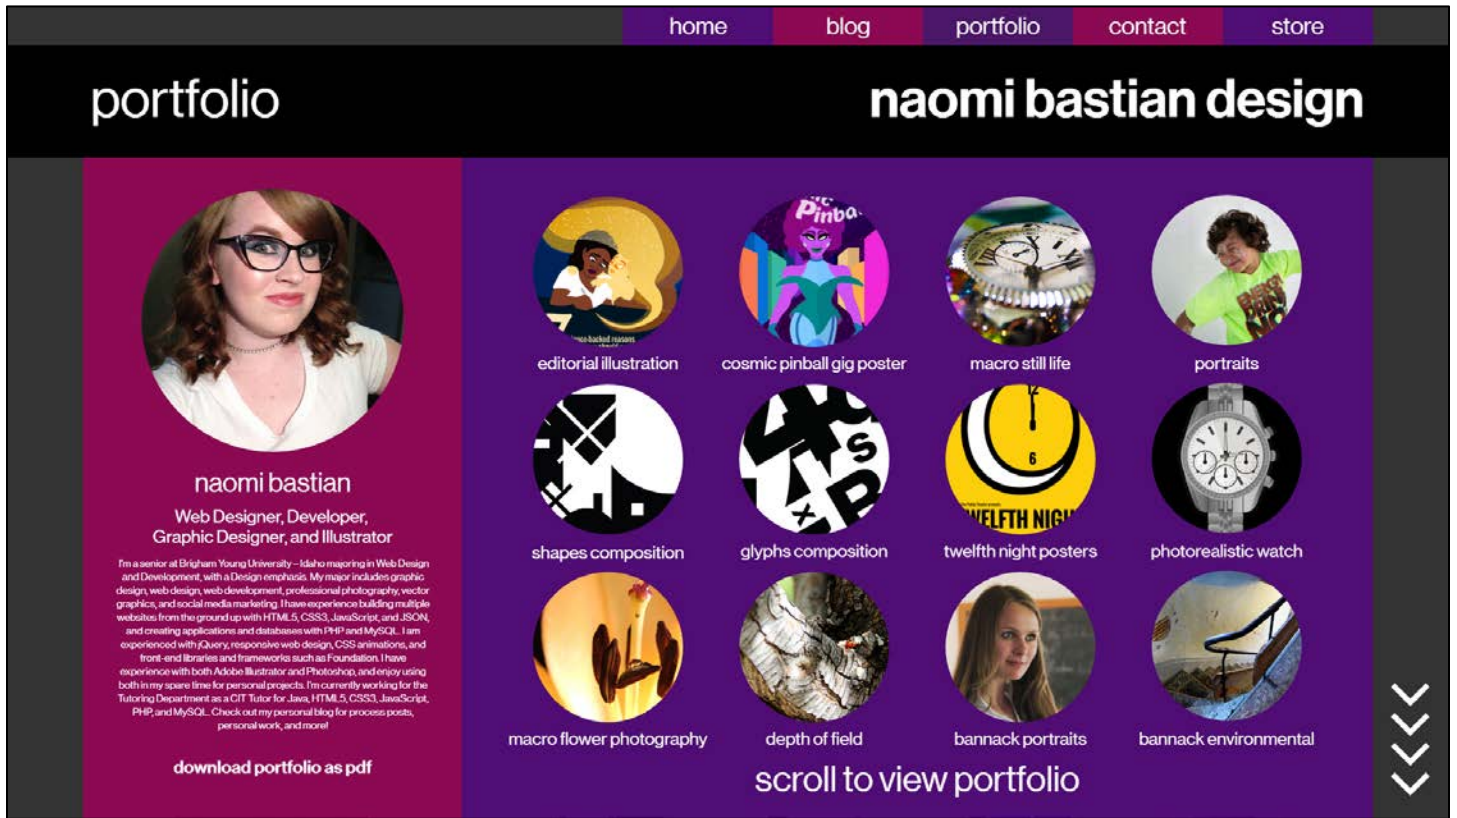 home blog portfolio contact store
portfolio
naomi bastian design
naomi bastian
Web Designer, Developer,
Graphic Designer, and Illustrator
I'm a senior at Brigham Young University – Idaho majoring in Web Design
and Development, with a Design emphasis. My major includes graphic
design, web design, web development, professional photography, vector
graphics, and social media marketing. I have experience building multiple
websites from the ground up with HTML5, CSS3, JavaScript, and JSON,
and creating applications and databases with PHP and MySQL. I am
experienced with jQuery, responsive web design, CSS animations, and
front-end libraries and frameworks such as Foundation. I have
experience with both Adobe Illustrator and Photoshop, and enjoy using
both in my spare time for personal projects. I'm currently working for the
Tutoring Department as a CIT Tutor for Java, HTML5, CSS3, JavaScript,
PHP, and MySQL. Check out my personal blog for process posts,
personal work, and more!
download portfolio as pdf
Pinba
backed reasons
editorial illustration
cosmic pinball gig poster
macro still life
portraits
12
6
WELFTH NIGH
shapes composition
glyphs composition
twelfth night posters
photorealistic watch
macro flower photography
depth of field
bannack portraits
bannack environmental
scroll to view portfolio